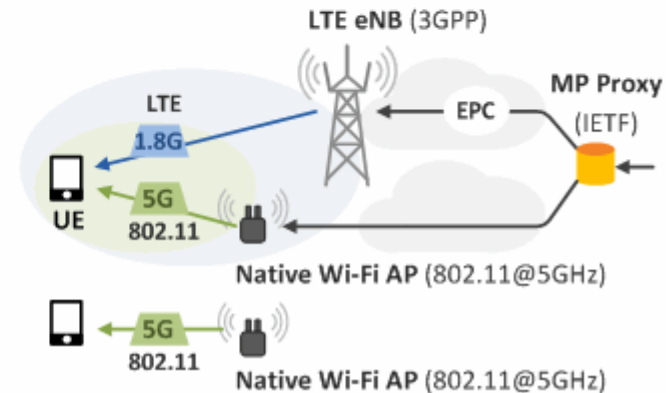 LTE eNB (3GPP)
MP Proxy
(IETF)
LTE
EPC
1.8G
5G
UE
802.11
Native Wi-Fi AP (802.11@5GHz)
5G
802.11
Native Wi-Fi AP (802.11@5GHz)